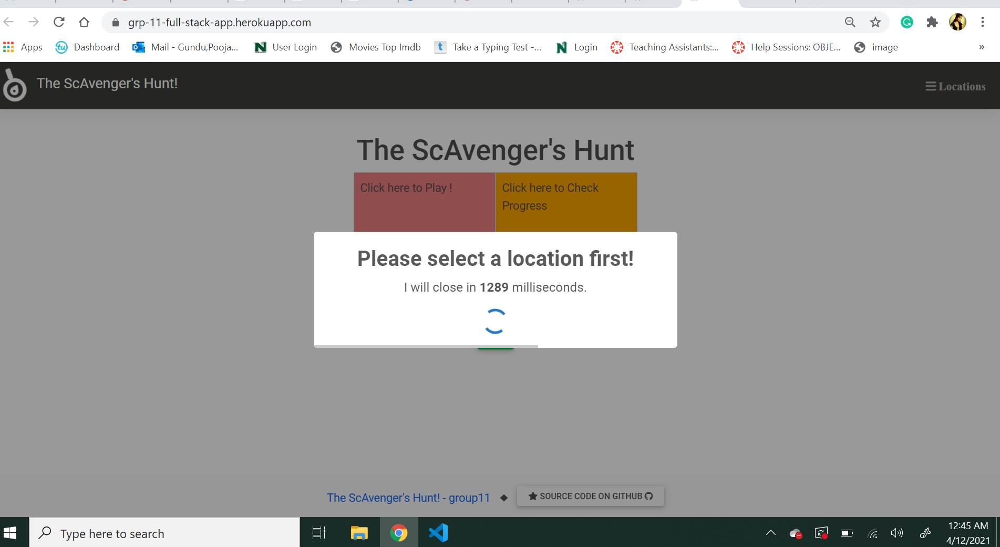 grp-11-full-stack-app.herokuapp.com
Apps Dashboard Mail - Gundu,Pooja... User Login Movies Top Imdb Take a Typing Test -... Login Teaching Assistants:... Help Sessions: OBJE... image »
The ScAvenger's Hunt!
Locations
The ScAvenger's Hunt
Click here to Play !
Click here to Check
Progress
Please select a location first!
I will close in 1289 milliseconds.
The ScAvenger's Hunt! - group11 ◆ SOURCE CODE ON GITHUB
Type here to search
12:45 AM
4/12/2021